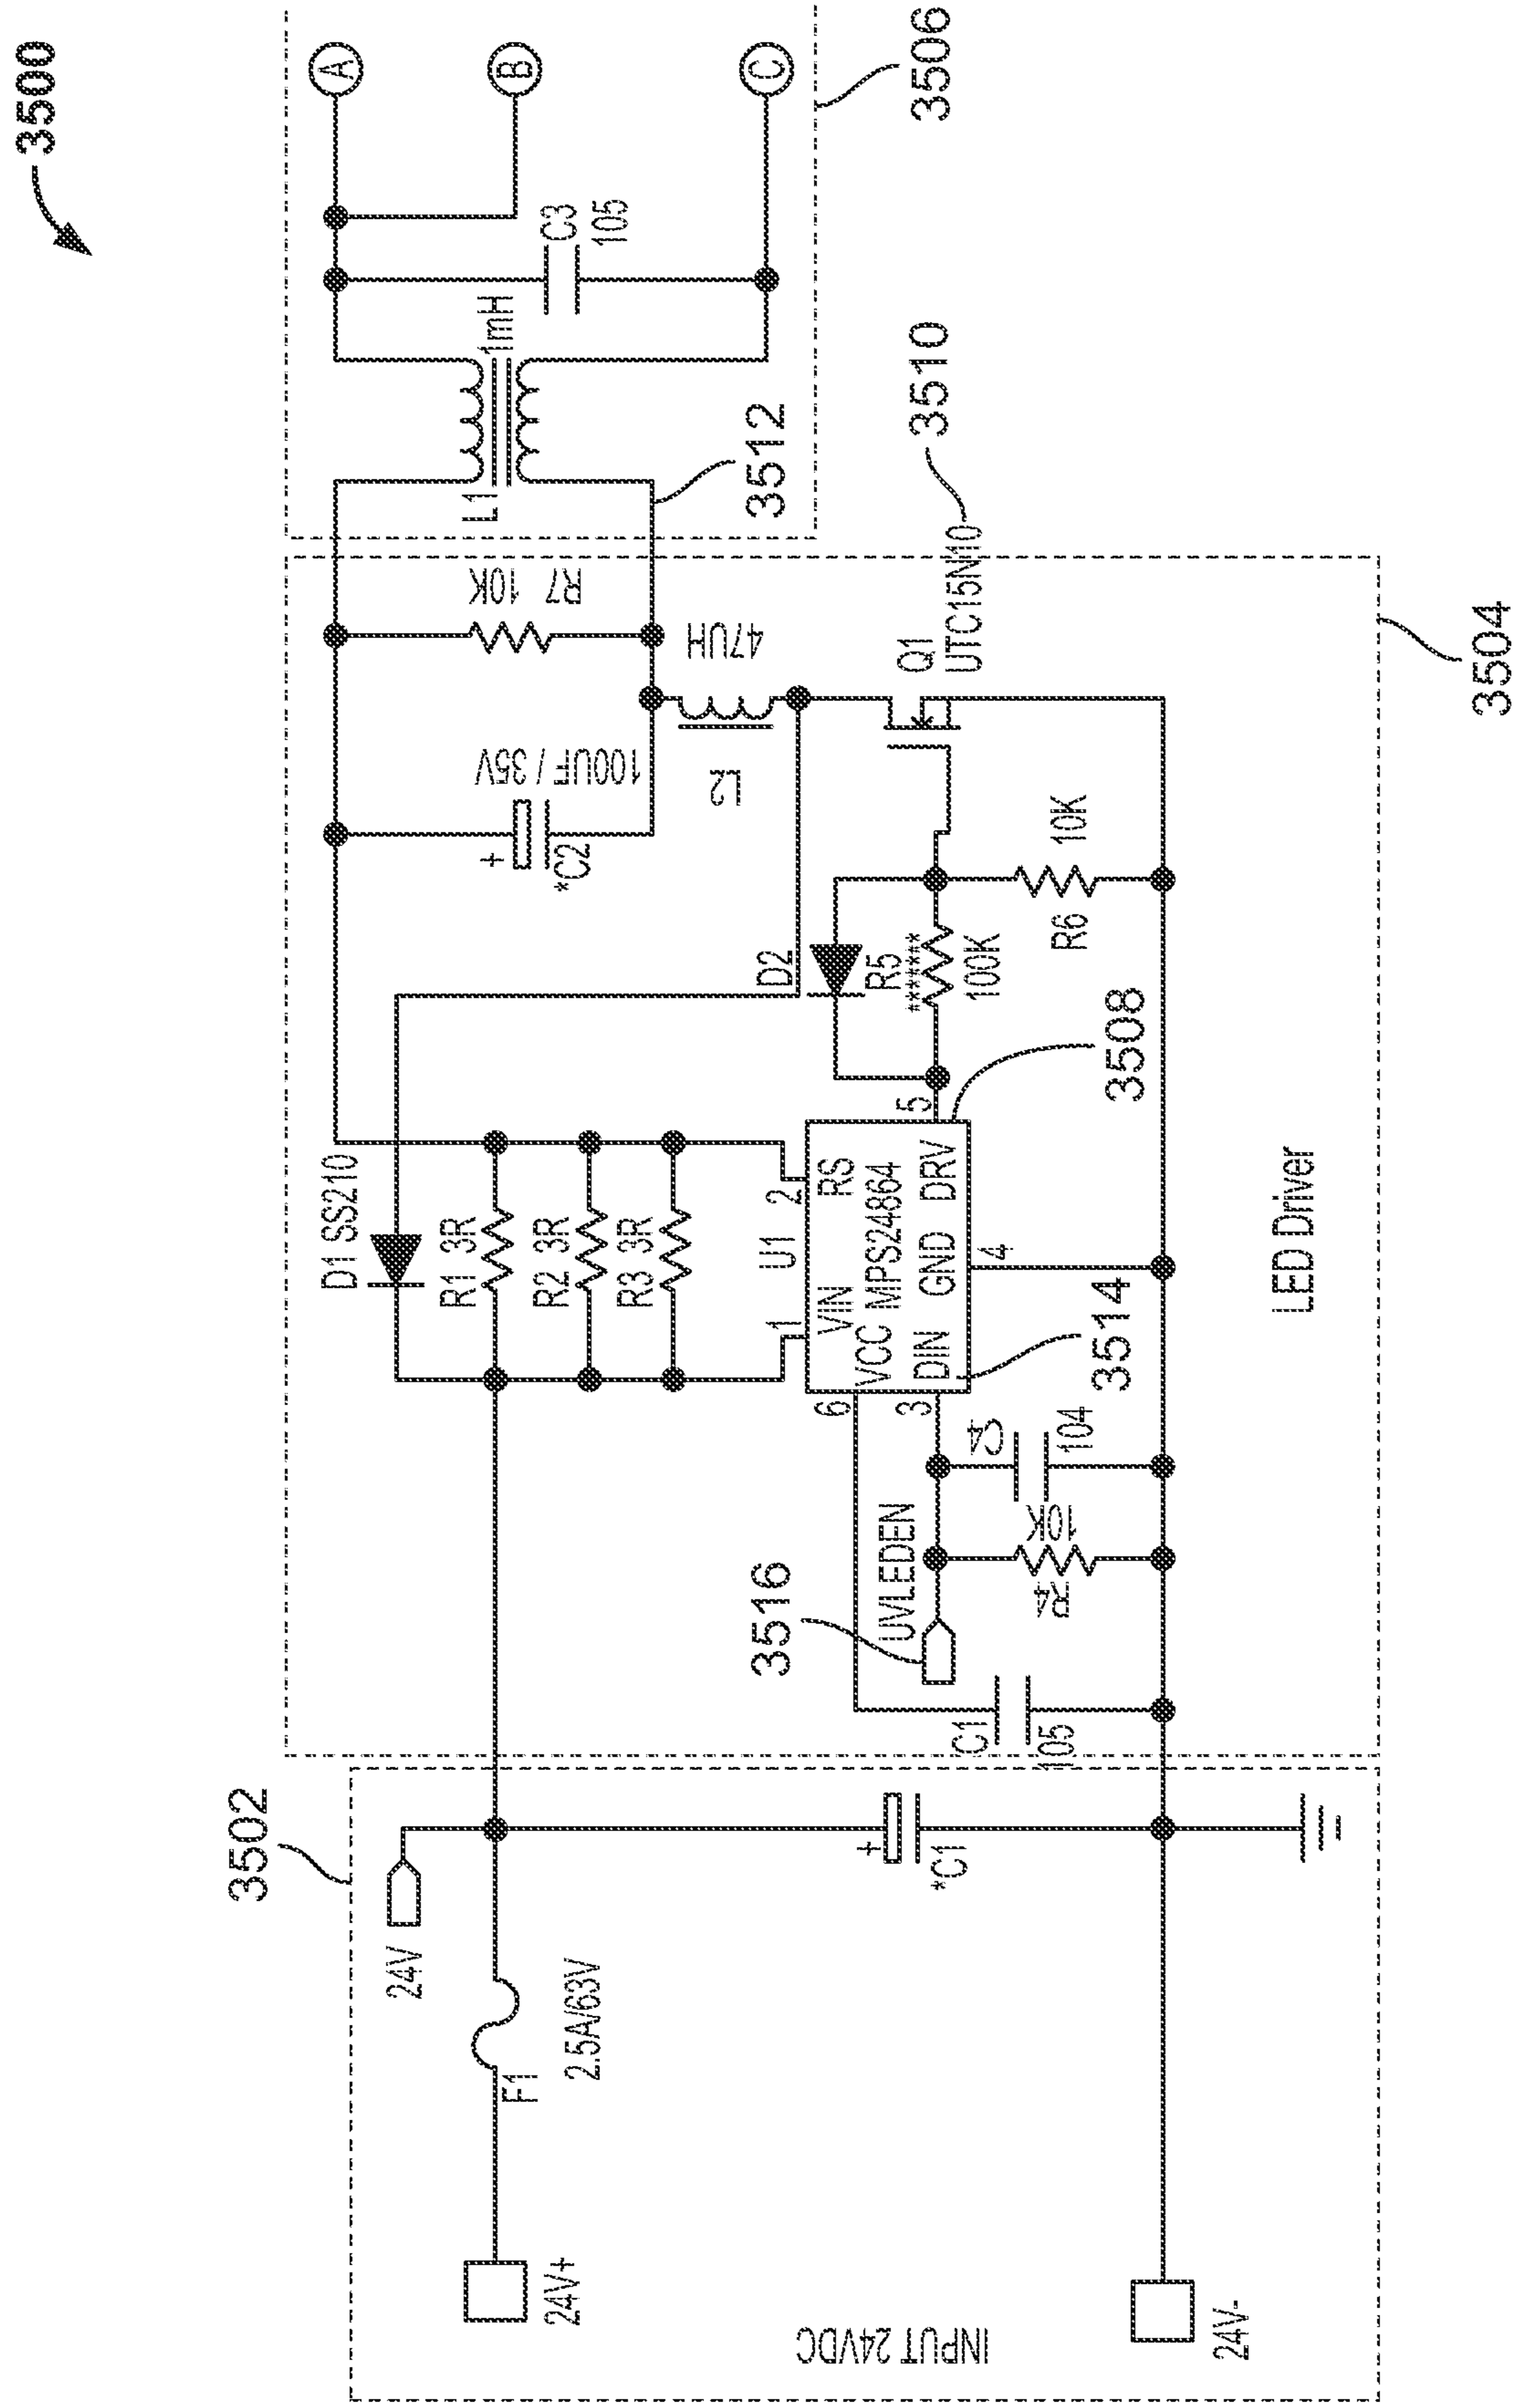 3500
3502
24V
F1
2.5A/63V
24V+
INPUT 24VDC
24V-
*C1
+
D1 SS210
R1 3R
R2 3R
R3 3R
U1
1
2
VIN
RS
VCC
MPS24864
DIN
GND
DRV
6
3
4
5
3508
3514
3516
UVLEDEN
C1
105
R4
10K
C4
104
D2
R5
*******
100K
R6
10K
+
*C2
100UF / 35V
L2
47UH
R7 10K
Q1
UTC15N10
3510
3504
LED Driver
3512
L1
1mH
C3
105
A
B
C
3506